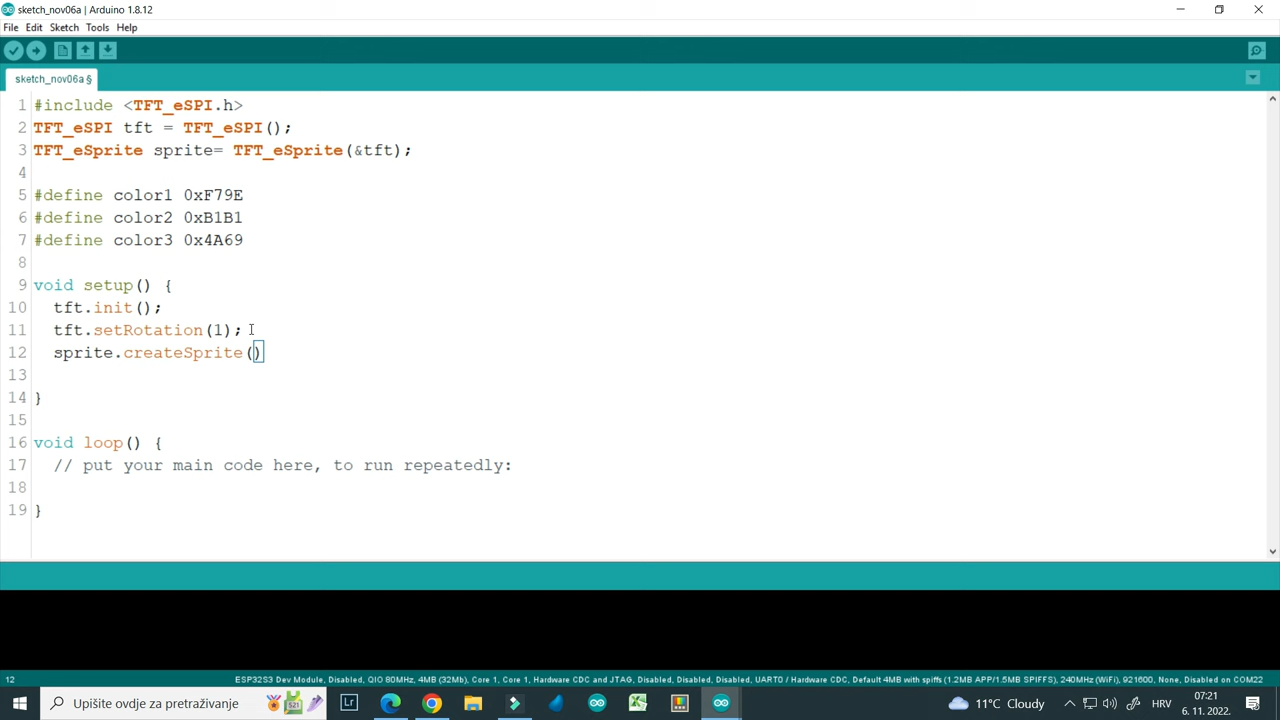 sketch_nov06a | Arduino 1.8.12
File Edit Sketch Tools Help
sketch_nov06a §
1 #include <TFT_eSPI.h>
2 TFT_eSPI tft = TFT_eSPI();
3 TFT_eSprite sprite= TFT_eSprite(&tft);
4
5 #define color1 0xF79E
6 #define color2 0xB1B1
7 #define color3 0x4A69
8
9 void setup() {
10 tft.init();
11 tft.setRotation(1);
12 sprite.createSprite()
13
14 }
15
16 void loop() {
17 // put your main code here, to run repeatedly:
18
19 }
12 ESP32S3 Dev Module, Disabled, QIO 80MHz, 4MB (32Mb), Core 1, Core 1, Hardware CDC and JTAG, Disabled, Disabled, Disabled, UART0 / Hardware CDC, Default 4MB with spiffs (1.2MB APP/1.5MB SPIFFS), 240MHz (WiFi), 921600, None, Disabled on COM22
Upišite ovdje za pretraživanje
Lr
11°C Cloudy
HRV
07:21
6. 11. 2022.